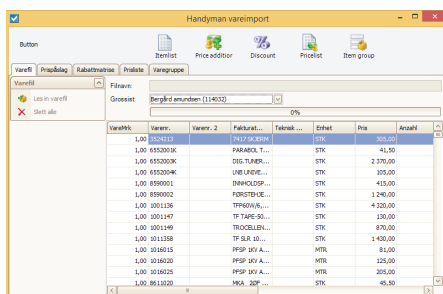 Handyman vareimport
Button
Itemlist Price addition Discount Pricelist Item group
Varefil Prispåslag Rabattmatrise Prisliste Varegruppe
Varefil
Les in varefil
Slett alle
Filnavn:
Grossist: Bergård amundsen (114032)
0%
VareMrk Varenr. Varenr. 2 Fakturat... Teknisk ... Enhet Pris Anzahl
1,00 3524213 7417 SKJERM STK 305,00
1,00 6552001K PARABOL T... STK 41,50
1,00 6552003K DIG.TUNER... STK 2 370,00
1,00 6552004K LNB UNIVE... STK 105,00
1,00 8590001 INNHOLDSP... STK 415,00
1,00 8590002 FØRSTEHJE... STK 1 240,00
1,00 1001136 TFP60W/6,... STK 4 320,00
1,00 1001147 TF TAPE-50... STK 130,00
1,00 1001149 TROCELLEN... STK 870,00
1,00 1011358 TF SLR 10... STK 1 430,00
1,00 1016015 PFSP 1KV A... MTR 81,00
1,00 1016020 PFSP 1KV A... MTR 125,00
1,00 1016025 PFSP 1KV A... MTR 205,00
1,00 8611020 MKA 20F ... STK 45,50